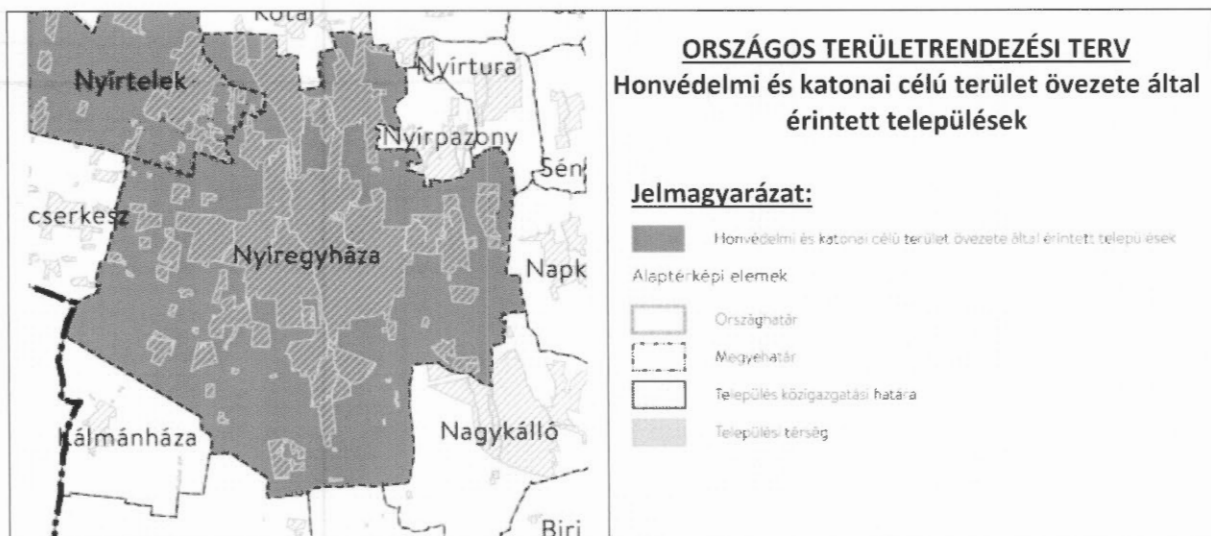 Kótaj
Nyírtelek
Nyírtura
Nyírpazony
Sén
cserkesz
Nyíregyháza
Napk
Kálmánháza
Nagykálló
Biri
ORSZÁGOS TERÜLETRENDEZÉSI TERV
Honvédelmi és katonai célú terület övezete által
érintett települések
Jelmagyarázat:
Honvédelmi és katonai célú terület övezete által érintett települések
Alaptérképi elemek
Országhatár
Megyehatár
Település közigazgatási határa
Települési térség